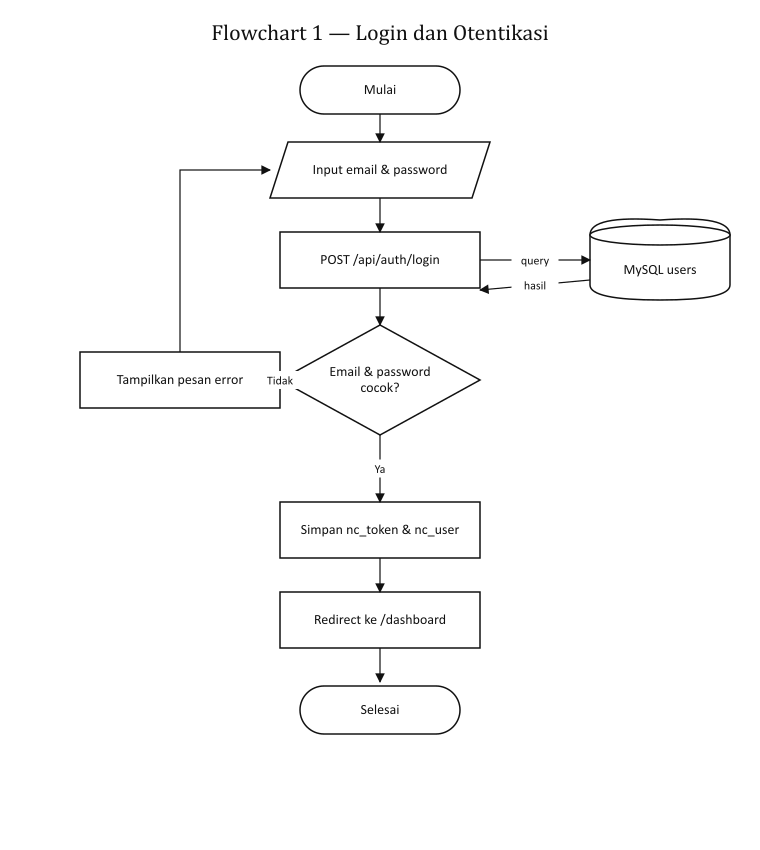 Flowchart 1 — Login dan Otentikasi
Mulai
Input email & password
POST /api/auth/login
query
hasil
MySQL users
Email & password
cocok?
Tidak
Tampilkan pesan error
Ya
Simpan nc_token & nc_user
Redirect ke /dashboard
Selesai